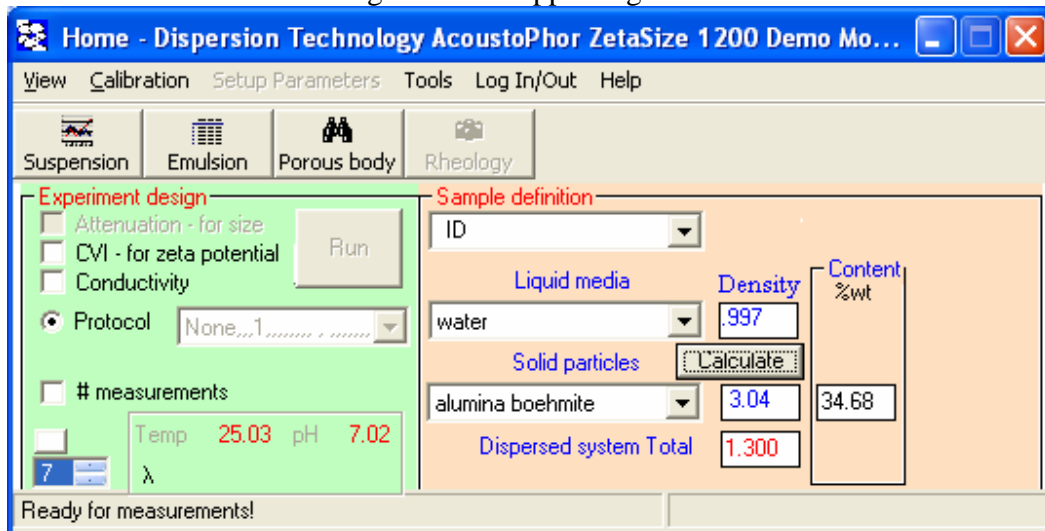 Home - Dispersion Technology AcoustoPhor ZetaSize 1200 Demo Mo...
View Calibration Setup Parameters Tools Log In/Out Help
Suspension Emulsion Porous body Rheology
Experiment design
Attenuation - for size
CVI - for zeta potential
Conductivity
Run
Protocol None,,,1,,,,,,,, , ,,,,,,,
# measurements
Temp 25.03 pH 7.02
7
λ
Sample definition
ID
Liquid media Density Content
%wt
water .997
Solid particles Calculate
alumina boehmite 3.04 34.68
Dispersed system Total 1.300
Ready for measurements!